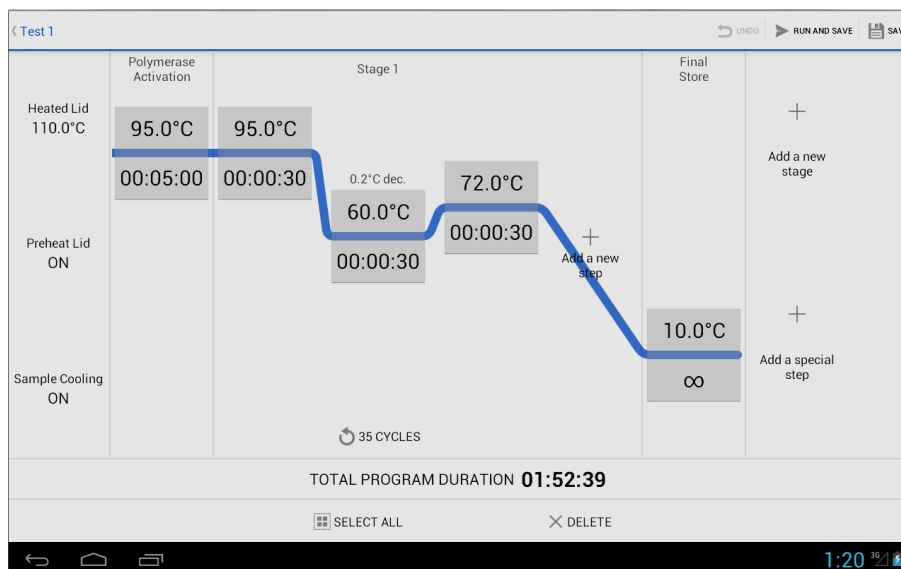 Test 1
UNDO
RUN AND SAVE
SAV
Polymerase
Activation
Stage 1
Final
Store
Heated Lid
110.0°C
95.0°C
00:05:00
95.0°C
00:00:30
0.2°C dec.
60.0°C
00:00:30
72.0°C
00:00:30
Add a new
step
10.0°C
∞
Add a new
stage
Add a special
step
Preheat Lid
ON
Sample Cooling
ON
35 CYCLES
TOTAL PROGRAM DURATION 01:52:39
SELECT ALL
DELETE
1:20
3G